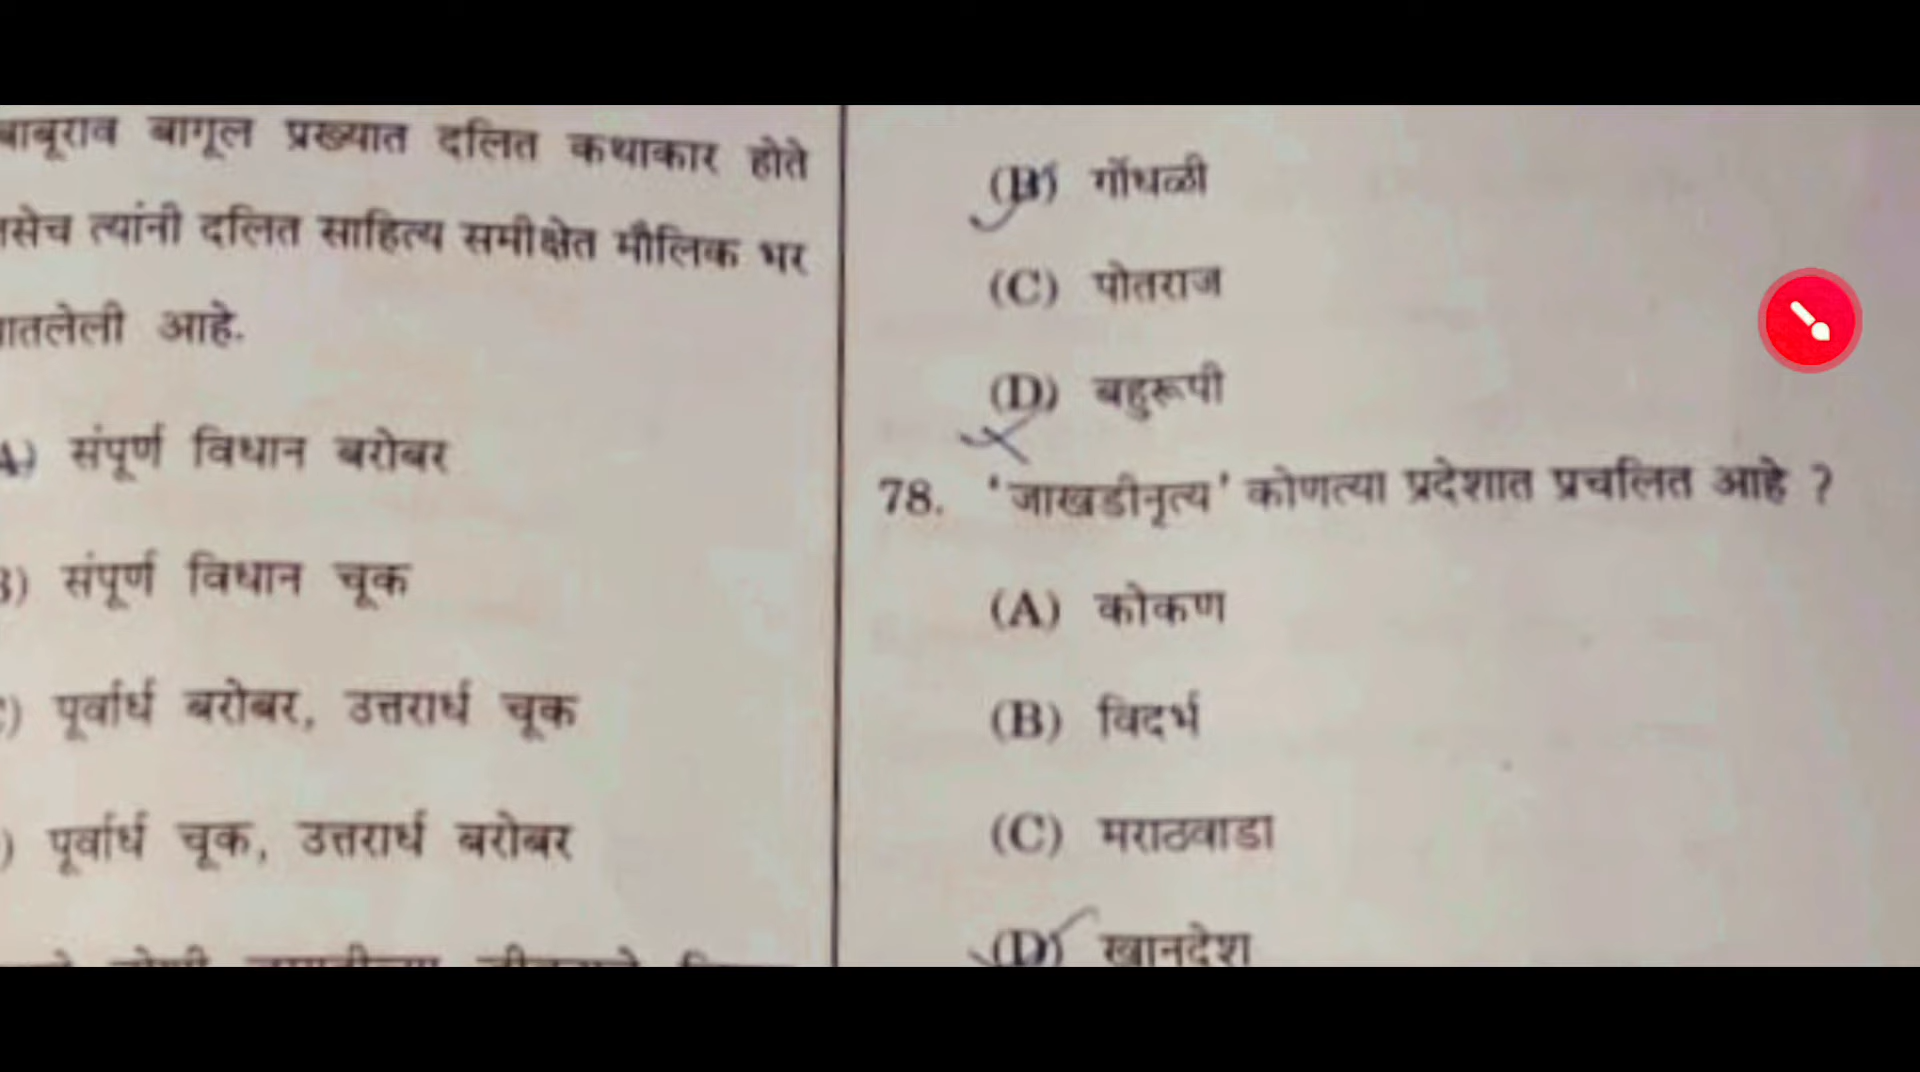 बाबूराव बागूल प्रख्यात दलित कथाकार होते
तसेच त्यांनी दलित साहित्य समीक्षेत मौलिक भर
घातलेली आहे.
A) संपूर्ण विधान बरोबर
B) संपूर्ण विधान चूक
C) पूर्वार्ध बरोबर, उत्तरार्ध चूक
) पूर्वार्ध चूक, उत्तरार्ध बरोबर
(B) गोंधळी
(C) पोतराज
(D) बहुरूपी
78. 'जाखडीनृत्य' कोणत्या प्रदेशात प्रचलित आहे ?
(A) कोकण
(B) विदर्भ
(C) मराठवाडा
(D) खानदेश